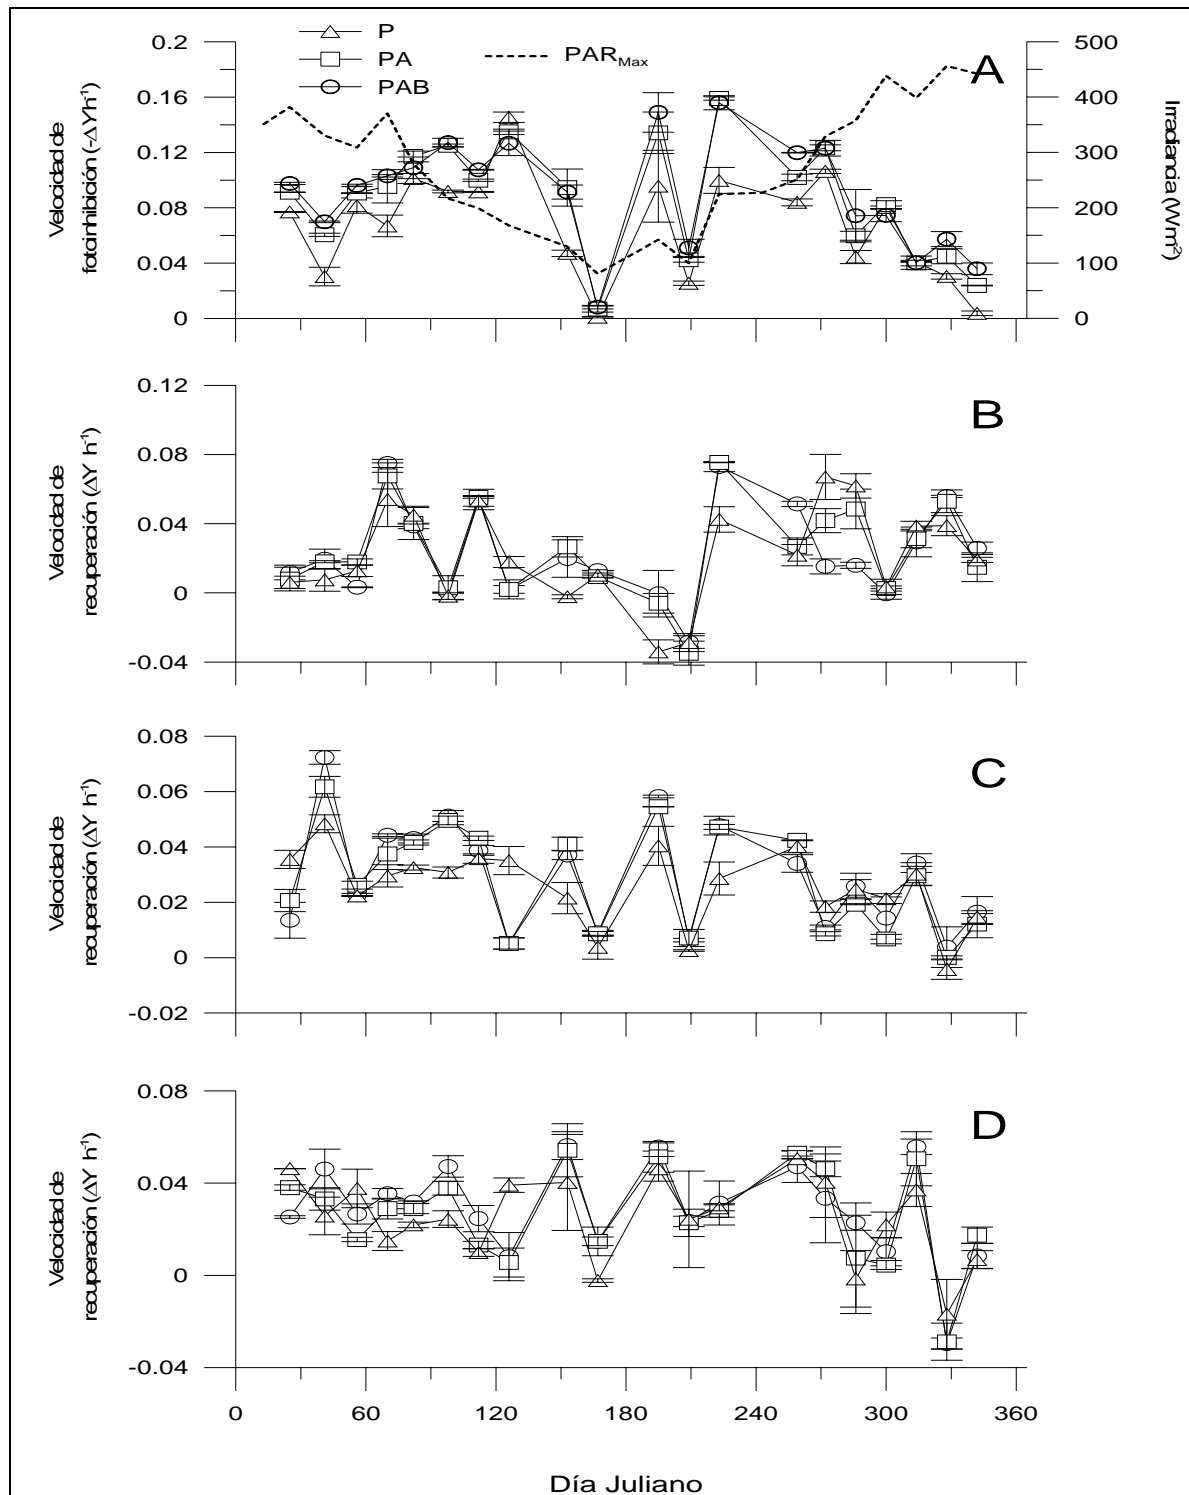 P
PA
PAB
PAR Max
A
Velocidad de
fotoinhibición (-ΔYh-1)
0.2
0.16
0.12
0.08
0.04
0
500
400
300
200
100
0
Irradiancia (W m-2)
B
Velocidad de
recuperación (ΔY h-1)
0.12
0.08
0.04
0
-0.04
C
Velocidad de
recuperación (ΔY h-1)
0.08
0.06
0.04
0.02
0
-0.02
D
Velocidad de
recuperación (ΔY h-1)
0.08
0.04
0
-0.04
0 60 120 180 240 300 360
Día Juliano